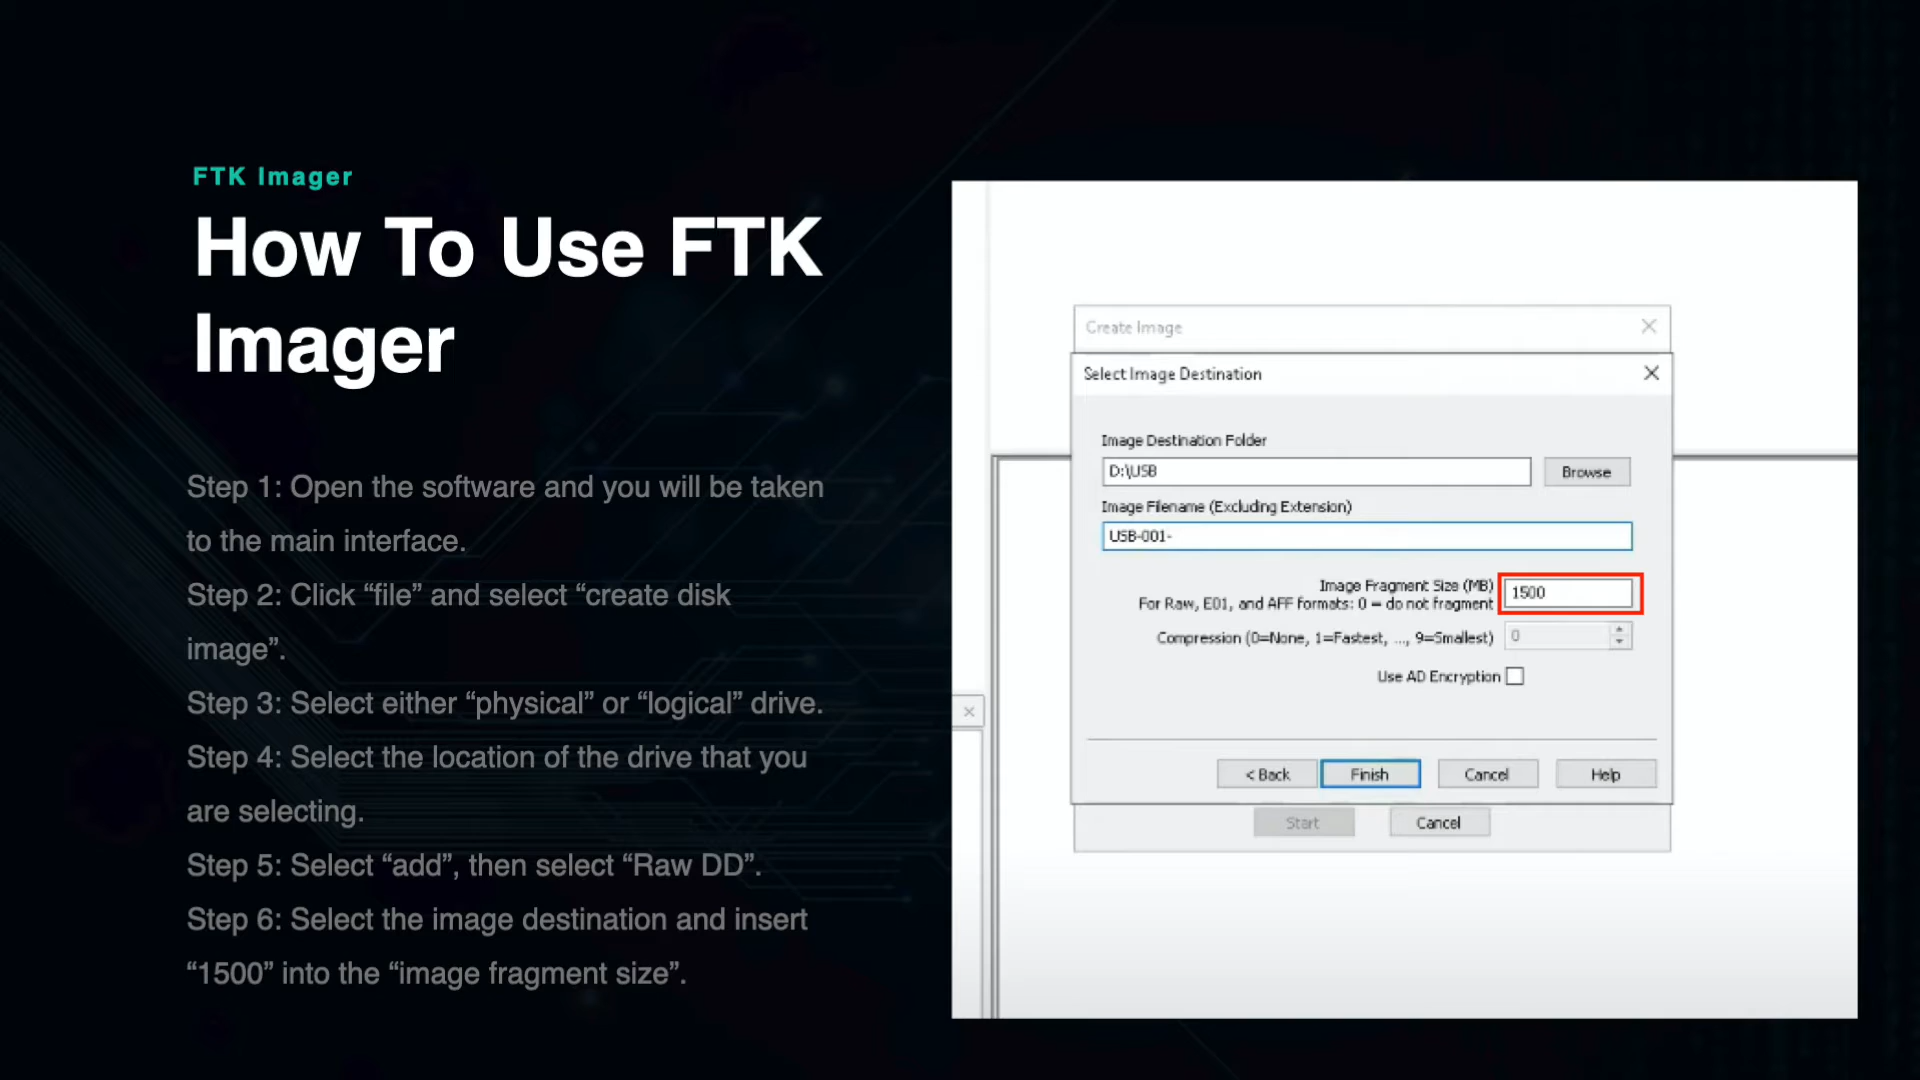 FTK Imager
How To Use FTK
Imager
Step 1: Open the software and you will be taken
to the main interface.
Step 2: Click “file” and select “create disk
image”.
Step 3: Select either “physical” or “logical” drive.
Step 4: Select the location of the drive that you
are selecting.
Step 5: Select “add”, then select “Raw DD”.
Step 6: Select the image destination and insert
“1500” into the “image fragment size”.
Create Image
Select Image Destination
Image Destination Folder
D:\USB
Browse
Image Filename (Excluding Extension)
USB-001-
Image Fragment Size (MB)
For Raw, E01, and AFF formats: 0 = do not fragment
1500
Compression (0=None, 1=Fastest, ..., 9=Smallest)
0
Use AD Encryption
< Back
Finish
Cancel
Help
Start
Cancel